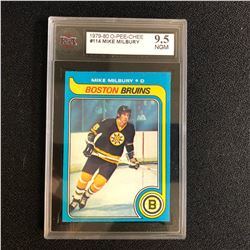 1979-80 O-PEE-CHEE
#114 MIKE MILBURY
9.5
NGM
MIKE MILBURY • D
BOSTON BRUINS
B